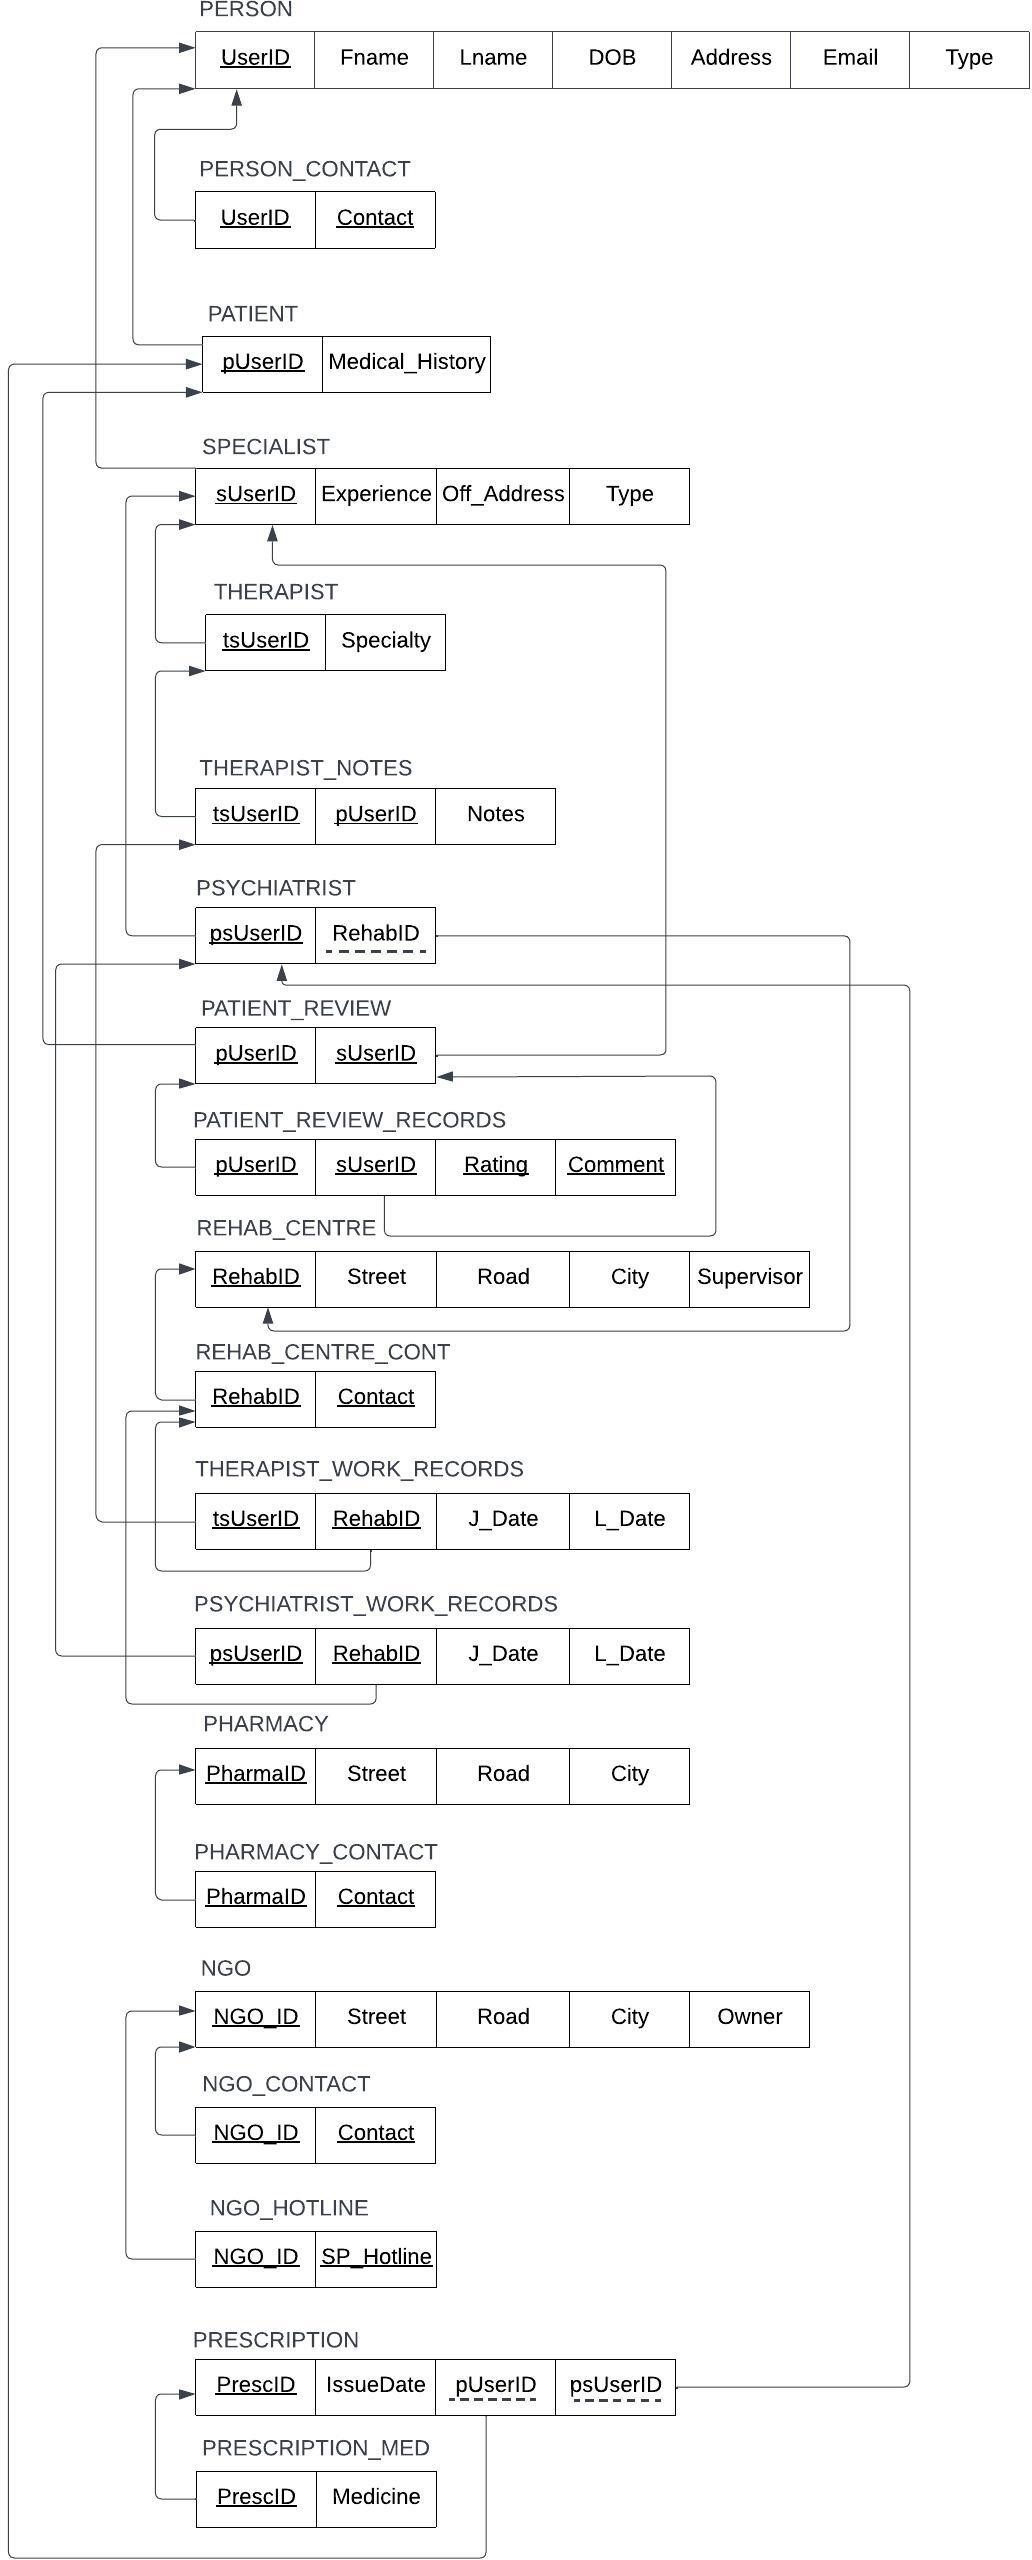 PERSON
UserID Fname Lname DOB Address Email Type
PERSON_CONTACT
UserID Contact
PATIENT
pUserID Medical_History
SPECIALIST
sUserID Experience Off_Address Type
THERAPIST
tsUserID Specialty
THERAPIST_NOTES
tsUserID pUserID Notes
PSYCHIATRIST
psUserID RehabID
PATIENT_REVIEW
pUserID sUserID
PATIENT_REVIEW_RECORDS
pUserID sUserID Rating Comment
REHAB_CENTRE
RehabID Street Road City Supervisor
REHAB_CENTRE_CONT
RehabID Contact
THERAPIST_WORK_RECORDS
tsUserID RehabID J_Date L_Date
PSYCHIATRIST_WORK_RECORDS
psUserID RehabID J_Date L_Date
PHARMACY
PharmaID Street Road City
PHARMACY_CONTACT
PharmaID Contact
NGO
NGO_ID Street Road City Owner
NGO_CONTACT
NGO_ID Contact
NGO_HOTLINE
NGO_ID SP_Hotline
PRESCRIPTION
PrescID IssueDate pUserID psUserID
PRESCRIPTION_MED
PrescID Medicine